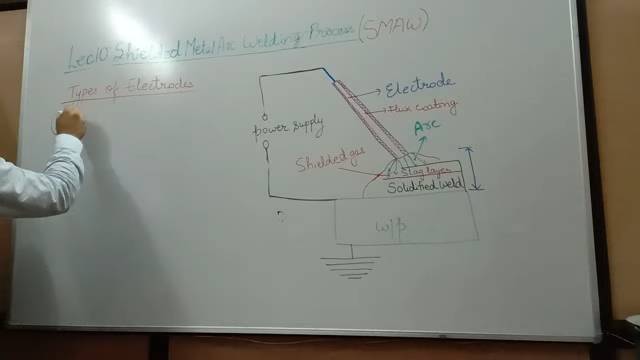 Lec10 Shielded Metal Arc Welding Process (SMAW)
Types of Electrodes
Electrode
Flux coating
power supply
Arc
Shielded gas
Slag layer
Solidified weld
w/p